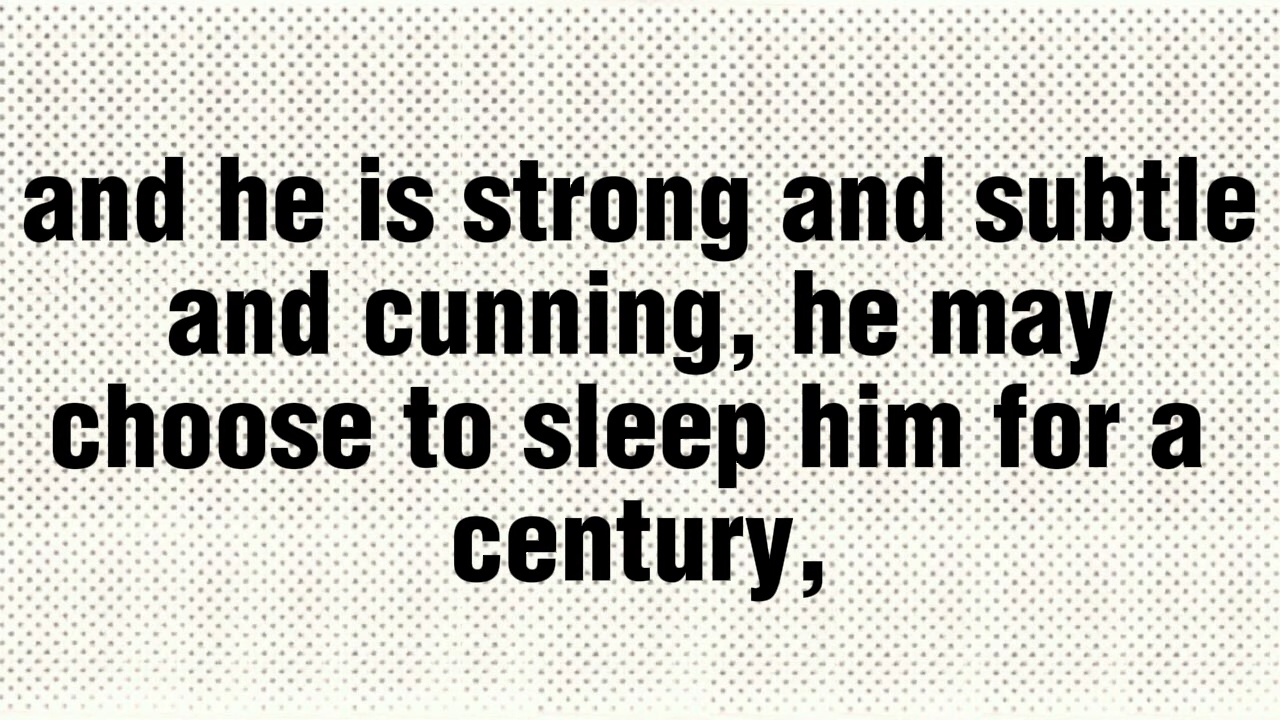 and he is strong and subtle
and cunning, he may
choose to sleep him for a
century,